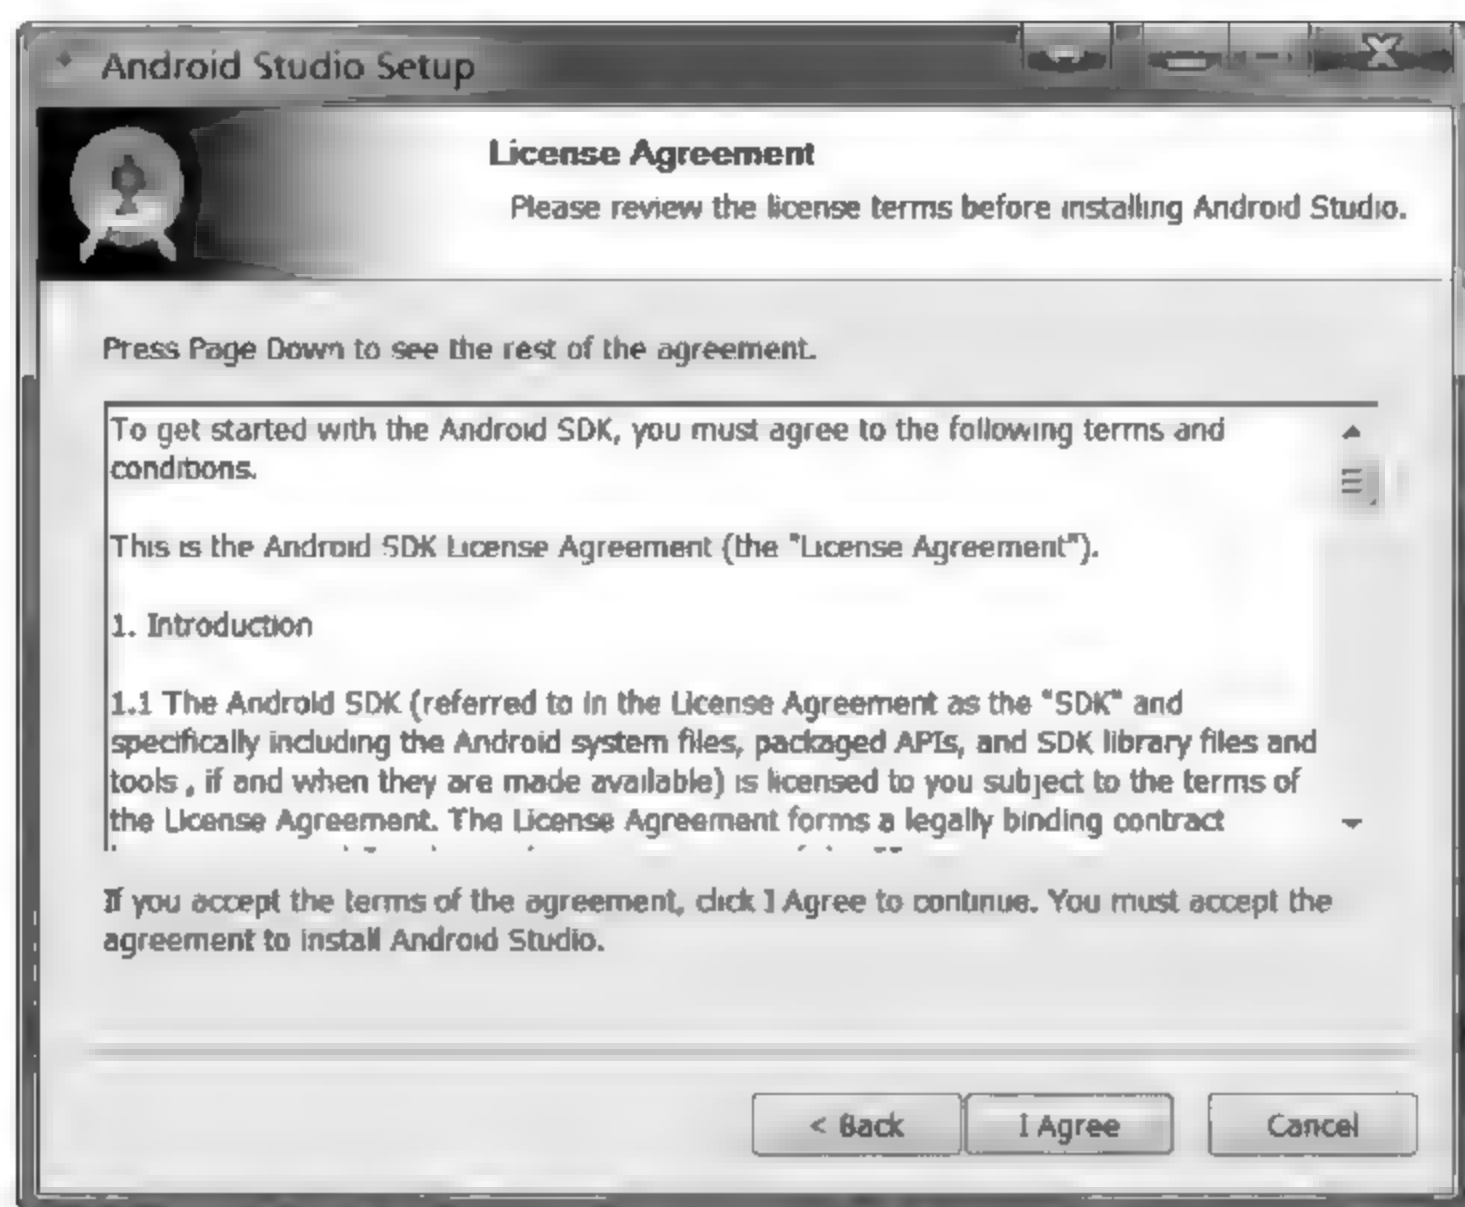 Android Studio Setup
License Agreement
Please review the license terms before installing Android Studio.
Press Page Down to see the rest of the agreement.
To get started with the Android SDK, you must agree to the following terms and
conditions.
This is the Android SDK License Agreement (the "License Agreement").
1. Introduction
1.1 The Android SDK (referred to in the License Agreement as the "SDK" and
specifically including the Android system files, packaged APIs, and SDK library files and
tools , if and when they are made available) is licensed to you subject to the terms of
the License Agreement. The License Agreement forms a legally binding contract
If you accept the terms of the agreement, click I Agree to continue. You must accept the
agreement to install Android Studio.
< Back
I Agree
Cancel